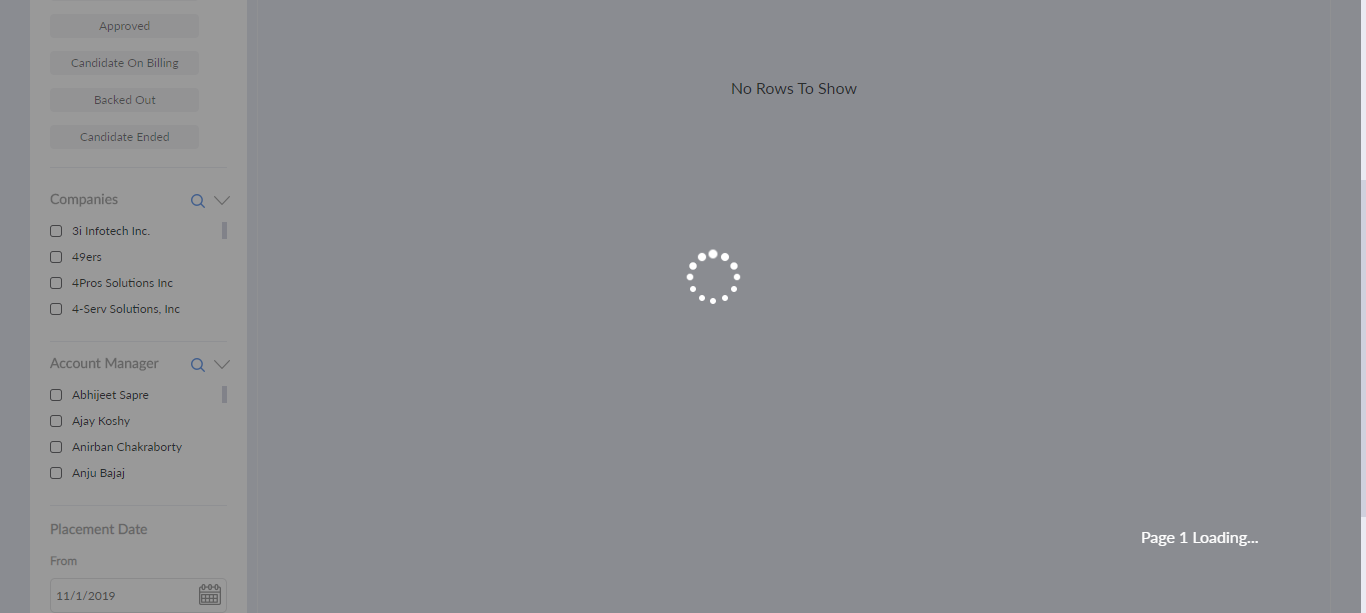 Approved
Candidate On Billing
Backed Out
Candidate Ended
Companies
3i Infotech Inc.
49ers
4Pros Solutions Inc
4-Serv Solutions, Inc
Account Manager
Abhijeet Sapre
Ajay Koshy
Anirban Chakraborty
Anju Bajaj
Placement Date
From
11/1/2019
No Rows To Show
Page 1 Loading...